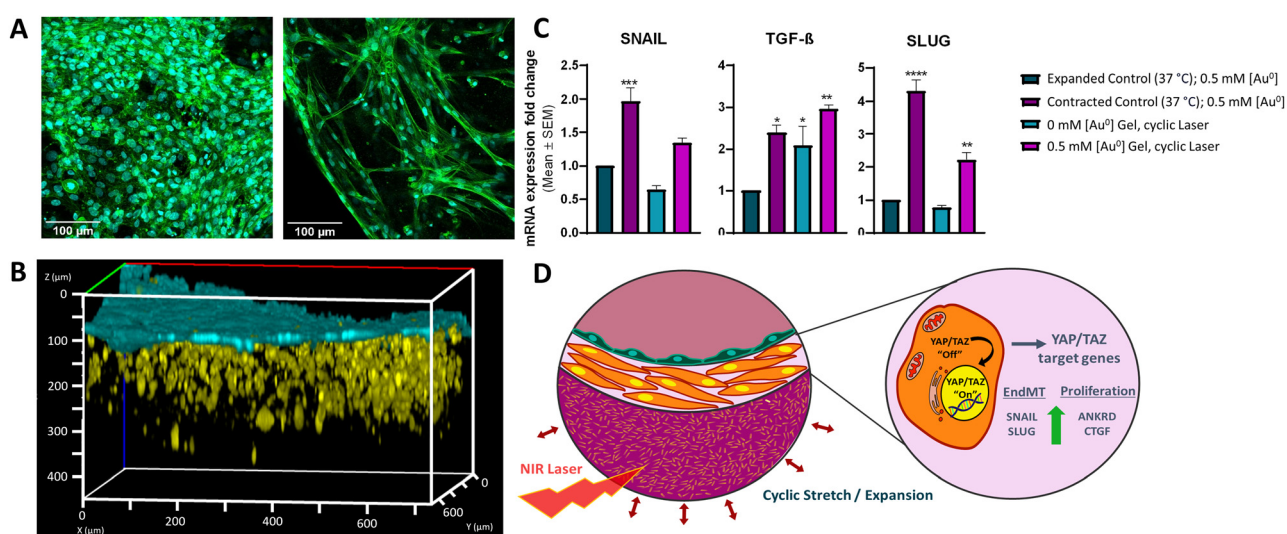 A
100 µm
100 µm
B
Z (µm)
0
100
200
300
400
X (µm)
200
400
600
600
0
Y (µm)
C
mRNA expression fold change
(Mean ± SEM)
SNAIL
2.5
2.0
1.5
1.0
0.5
0.0
***
TGF-ß
4
3
2
1
0
*
*
**
SLUG
5
4
3
2
1
0
****
**
Expanded Control (37 °C); 0.5 mM [Au⁰]
Contracted Control (37 °C); 0.5 mM [Au⁰]
0 mM [Au⁰] Gel, cyclic Laser
0.5 mM [Au⁰] Gel, cyclic Laser
D
NIR Laser
Cyclic Stretch / Expansion
YAP/TAZ
"Off"
YAP/TAZ
"On"
YAP/TAZ
target genes
EndMT
Proliferation
SNAIL
SLUG
ANKRD
CTGF